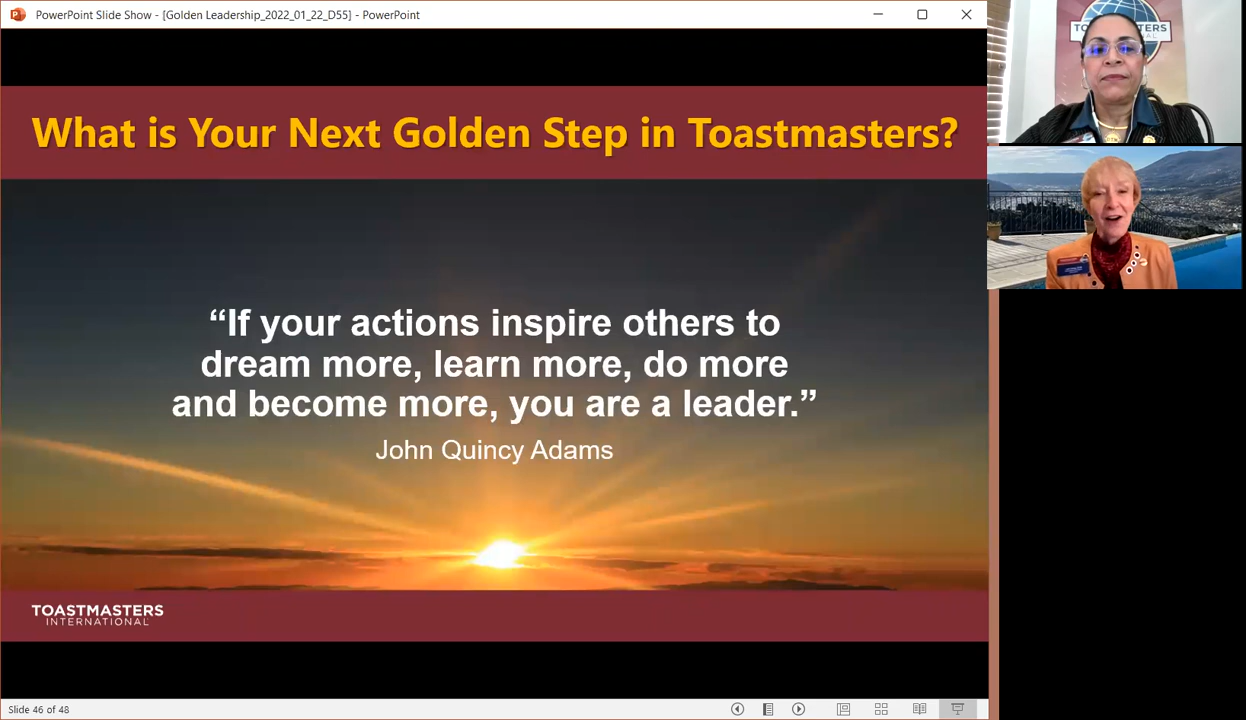 PowerPoint Slide Show - [Golden Leadership_2022_01_22_D55] - PowerPoint
What is Your Next Golden Step in Toastmasters?
“If your actions inspire others to
dream more, learn more, do more
and become more, you are a leader.”
John Quincy Adams
TOASTMASTERS
INTERNATIONAL
Slide 46 of 48